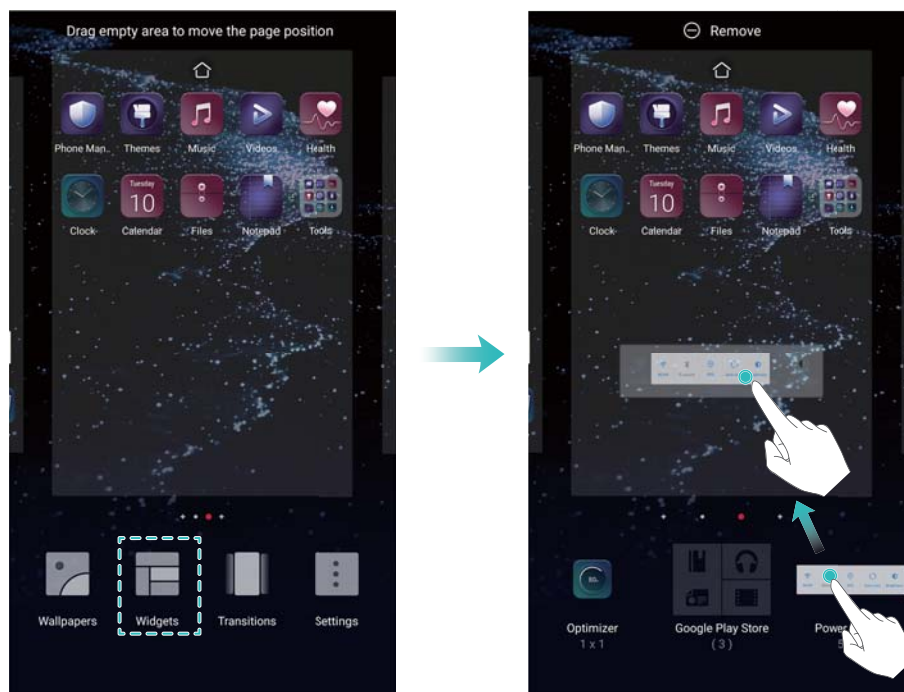 Drag empty area to move the page position
Phone Man.. Themes Music Videos Health
Tuesday
10
Clock Calendar Files Notepad Tools
Wallpapers Widgets Transitions Settings
Remove
Phone Man.. Themes Music Videos Health
Tuesday
10
Clock Calendar Files Notepad Tools
Optimizer Google Play Store Power
1 x 1 (3) 5